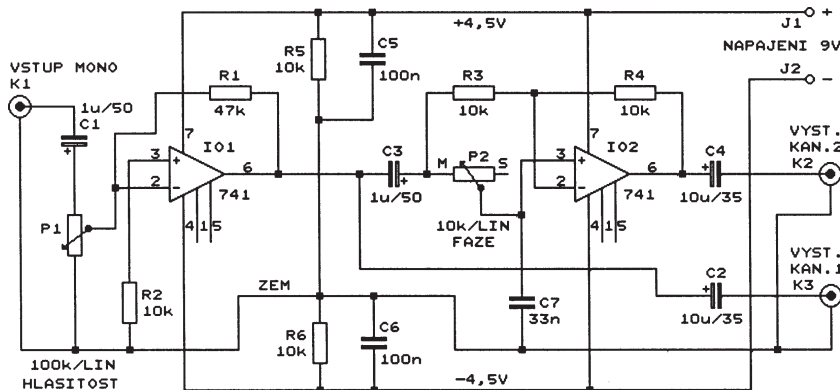 +4,5V
J1
+
NAPAJENI 9V
J2
−
VSTUP MONO
K1
1u/50
C1
R1
47k
R5
10k
C5
100n
R3
10k
R4
10k
7
IO1
3
+
2
−
6
741
4
1
5
C3
+
1u/50
M
P2
S
10k/LIN
FAZE
7
IO2
3
+
2
−
6
741
4
1
5
C4
+
10u/35
VYST.
KAN.2
K2
+
P1
R2
10k
ZEM
R6
10k
C6
100n
C7
33n
C2
+
10u/35
VYST.
KAN.1
K3
100k/LIN
HLASITOST
-4,5V